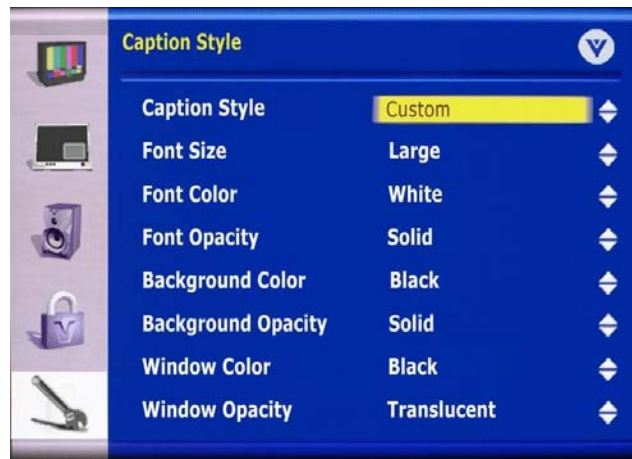 Caption Style
Caption Style Custom
Font Size Large
Font Color White
Font Opacity Solid
Background Color Black
Background Opacity Solid
Window Color Black
Window Opacity Translucent